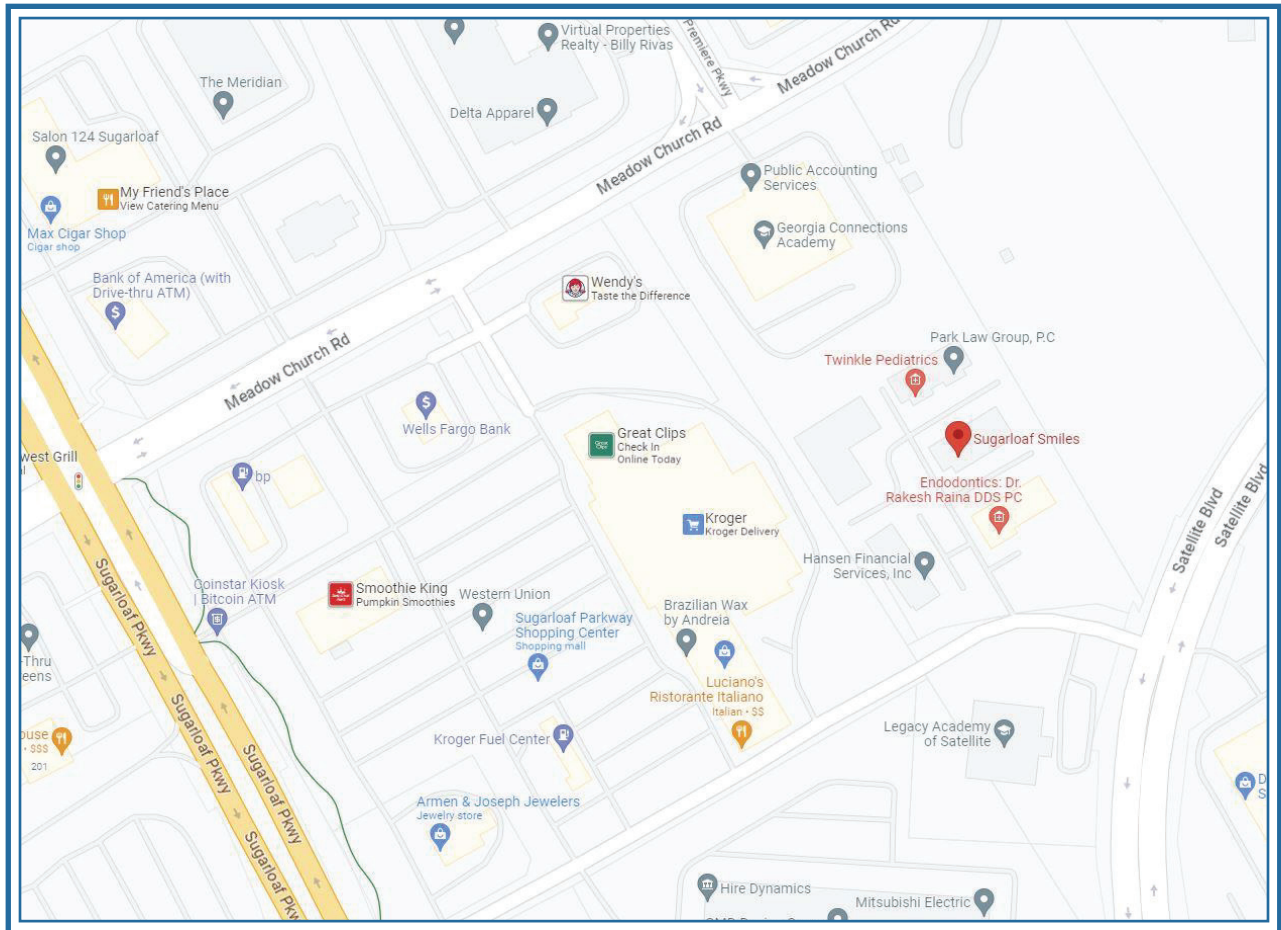 Virtual Properties
Realty - Billy Rivas
Premiere Pkwy
Meadow Church Rd
The Meridian
Delta Apparel
Meadow Church Rd
Salon 124 Sugarloaf
Public Accounting
Services
My Friend's Place
View Catering Menu
Max Cigar Shop
Cigar shop
Georgia Connections
Academy
Bank of America (with
Drive-thru ATM)
Wendy's
Taste the Difference
Park Law Group, P.C
Twinkle Pediatrics
Meadow Church Rd
Wells Fargo Bank
Great Clips
Check In
Online Today
Sugarloaf Smiles
west Grill
bp
Endodontics: Dr.
Rakesh Raina DDS PC
Satellite Blvd
Satellite Blvd
Kroger
Kroger Delivery
Hansen Financial
Services, Inc
Coinstar Kiosk
| Bitcoin ATM
Smoothie King
Pumpkin Smoothies
Western Union
Brazilian Wax
by Andreia
Sugarloaf Pkwy
Sugarloaf Parkway
Shopping Center
Shopping mall
-Thru
eens
Luciano's
Ristorante Italiano
Italian • $$
Sugarloaf Pkwy
Sugarloaf Pkwy
ouse
• $$$
201
Kroger Fuel Center
Legacy Academy
of Satellite
D
S
Armen & Joseph Jewelers
Jewelry store
Sugarloaf Pkwy
Hire Dynamics
Mitsubishi Electric